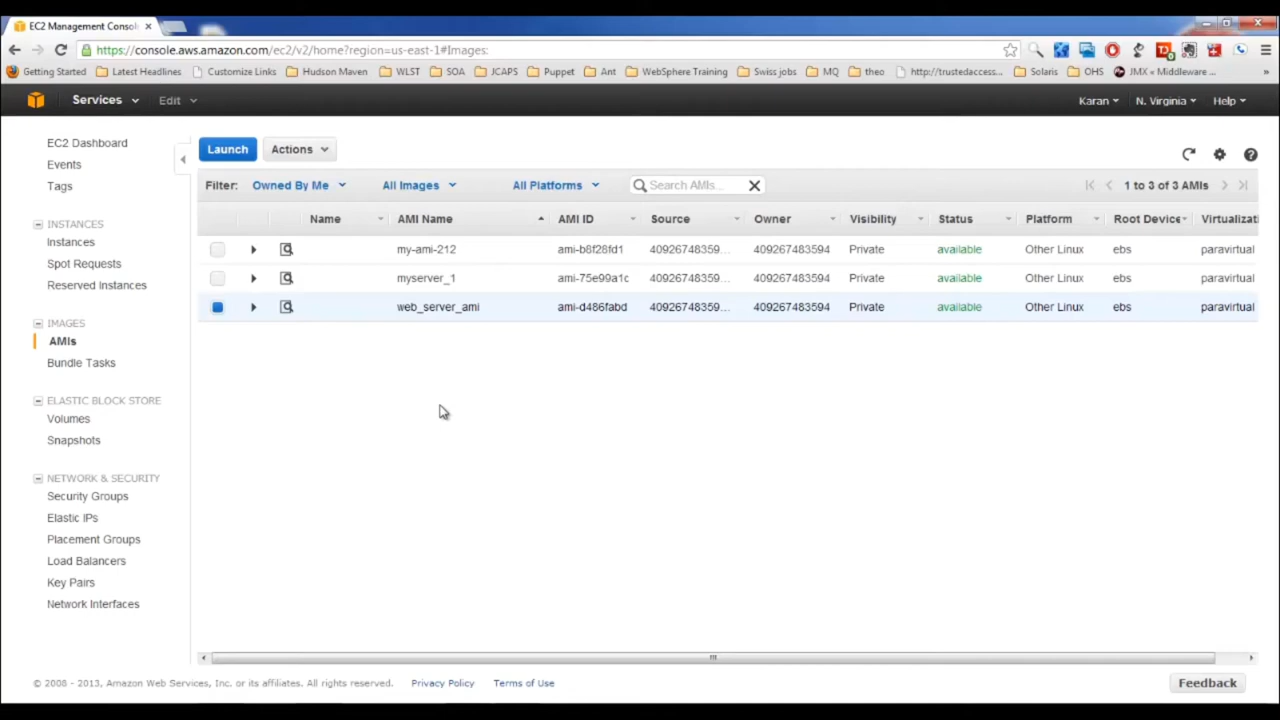 EC2 Management Consol
https://console.aws.amazon.com/ec2/v2/home?region=us-east-1#Images:
Getting Started Latest Headlines Customize Links Hudson Maven WLST SOA JCAPS Puppet Ant WebSphere Training Swiss jobs MQ theo http://trustedaccess... Solaris OHS JMX « Middleware ... »
Services Edit Karan N. Virginia Help
EC2 Dashboard
Events
Tags
INSTANCES
Instances
Spot Requests
Reserved Instances
IMAGES
AMIs
Bundle Tasks
ELASTIC BLOCK STORE
Volumes
Snapshots
NETWORK & SECURITY
Security Groups
Elastic IPs
Placement Groups
Load Balancers
Key Pairs
Network Interfaces
Launch Actions
Filter: Owned By Me All Images All Platforms Search AMIs... 1 to 3 of 3 AMIs
Name AMI Name AMI ID Source Owner Visibility Status Platform Root Device Virtualizati
my-ami-212 ami-b8f28fd1 40926748359... 409267483594 Private available Other Linux ebs paravirtual
myserver_1 ami-75e99a1c 40926748359... 409267483594 Private available Other Linux ebs paravirtual
web_server_ami ami-d486fabd 40926748359... 409267483594 Private available Other Linux ebs paravirtual
© 2008 - 2013, Amazon Web Services, Inc. or its affiliates. All rights reserved. Privacy Policy Terms of Use Feedback